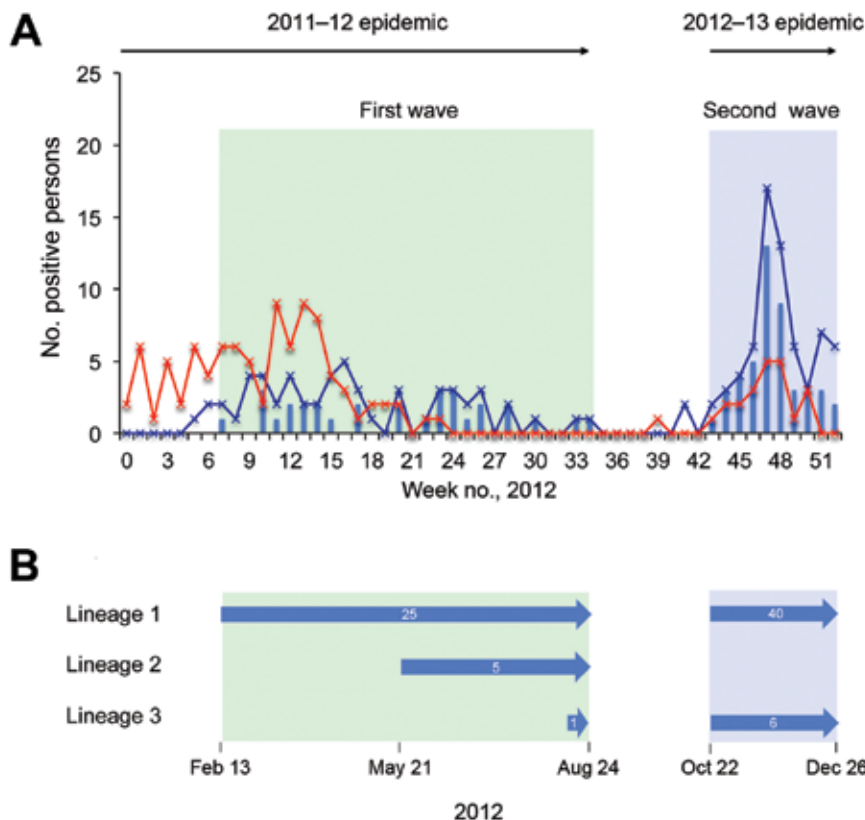 A
2011–12 epidemic
2012–13 epidemic
25
20
15
10
5
0
No. positive persons
First wave
Second wave
0 3 6 9 12 15 18 21 24 27 30 33 36 39 42 45 48 51
Week no., 2012
B
Lineage 1
25
40
Lineage 2
5
Lineage 3
1
6
Feb 13
May 21
Aug 24
Oct 22
Dec 26
2012